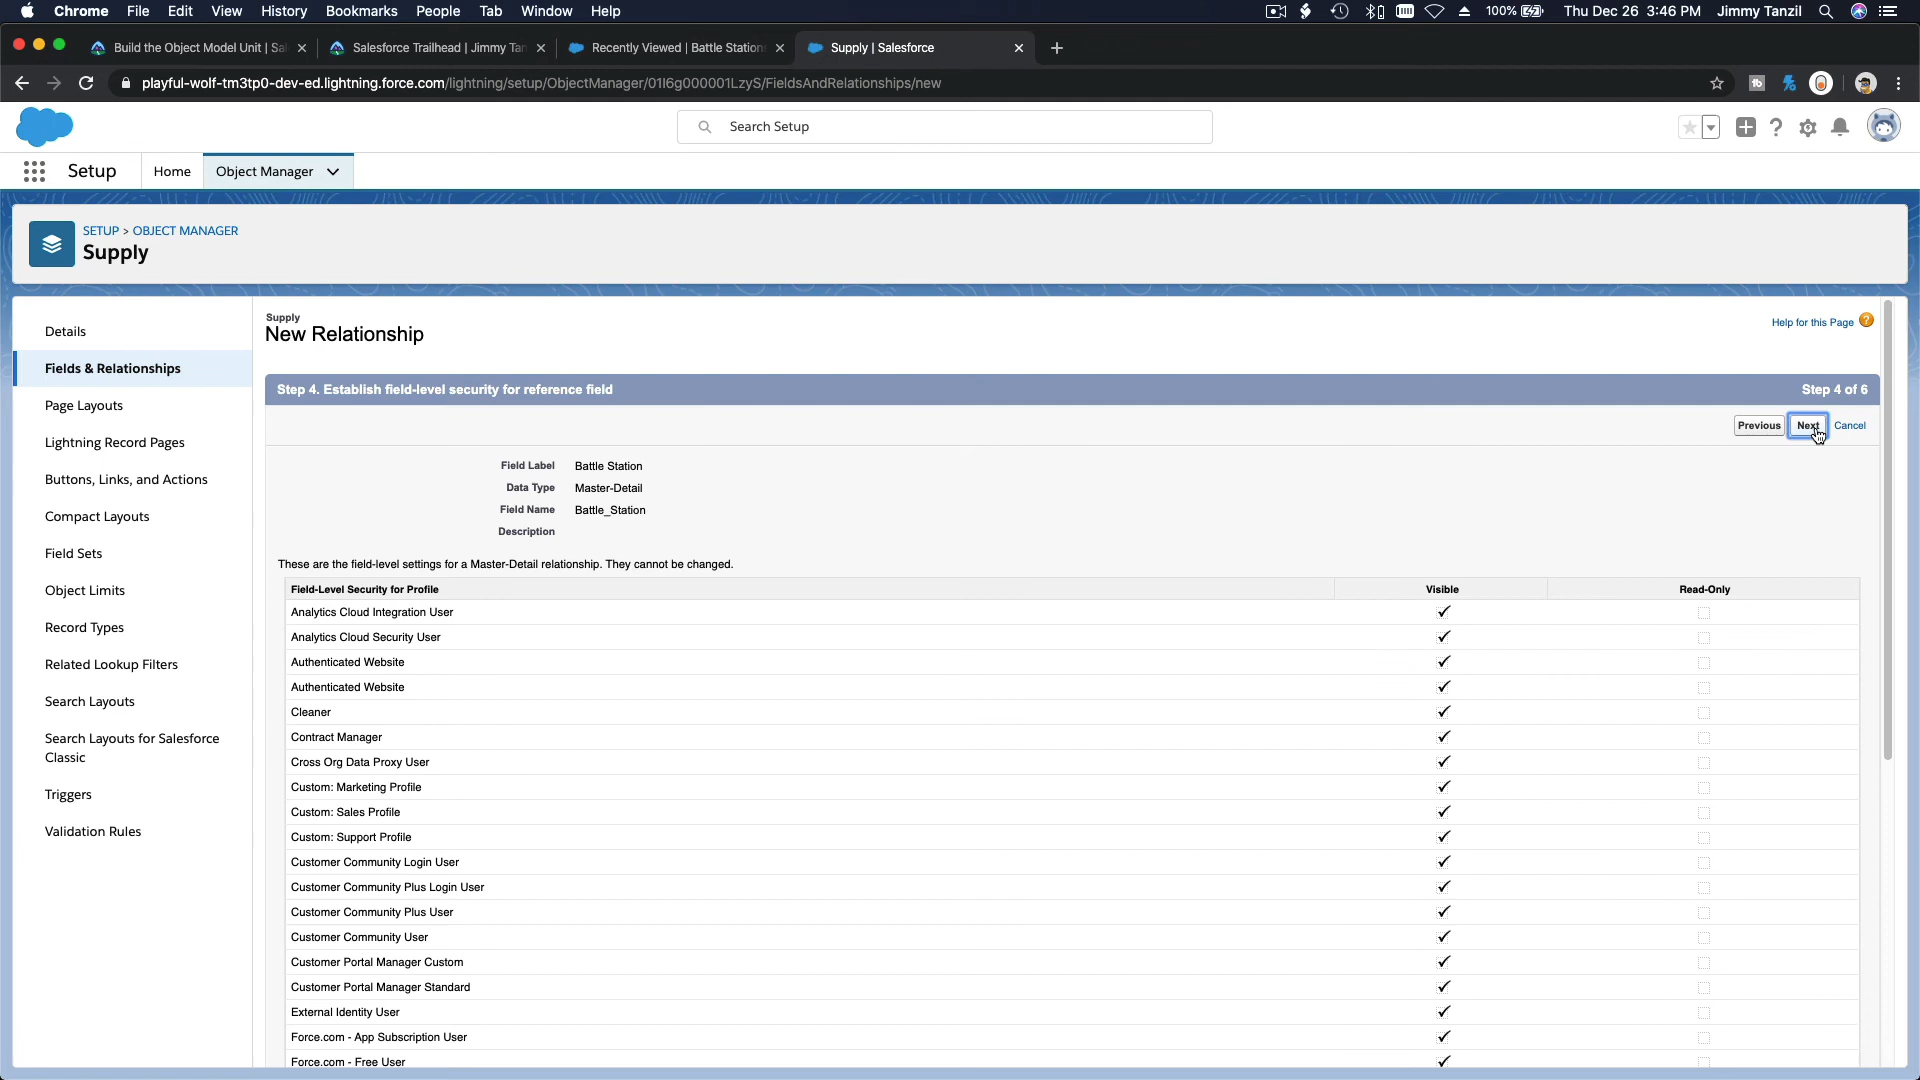 Chrome File Edit View History Bookmarks People Tab Window Help 100% Thu Dec 26 3:46 PM Jimmy Tanzil
Build the Object Model Unit | Sal Salesforce Trailhead | Jimmy Tan Recently Viewed | Battle Station Supply | Salesforce
playful-wolf-tm3tp0-dev-ed.lightning.force.com/lightning/setup/ObjectManager/01I6g000001LzyS/FieldsAndRelationships/new
Search Setup
Setup Home Object Manager
SETUP > OBJECT MANAGER
Supply
Details
Fields & Relationships
Page Layouts
Lightning Record Pages
Buttons, Links, and Actions
Compact Layouts
Field Sets
Object Limits
Record Types
Related Lookup Filters
Search Layouts
Search Layouts for Salesforce
Classic
Triggers
Validation Rules
Supply
New Relationship
Help for this Page ?
Step 4. Establish field-level security for reference field Step 4 of 6
Previous Next Cancel
Field Label Battle Station
Data Type Master-Detail
Field Name Battle_Station
Description
These are the field-level settings for a Master-Detail relationship. They cannot be changed.
Field-Level Security for Profile Visible Read-Only
Analytics Cloud Integration User
Analytics Cloud Security User
Authenticated Website
Authenticated Website
Cleaner
Contract Manager
Cross Org Data Proxy User
Custom: Marketing Profile
Custom: Sales Profile
Custom: Support Profile
Customer Community Login User
Customer Community Plus Login User
Customer Community Plus User
Customer Community User
Customer Portal Manager Custom
Customer Portal Manager Standard
External Identity User
Force.com - App Subscription User
Force.com - Free User